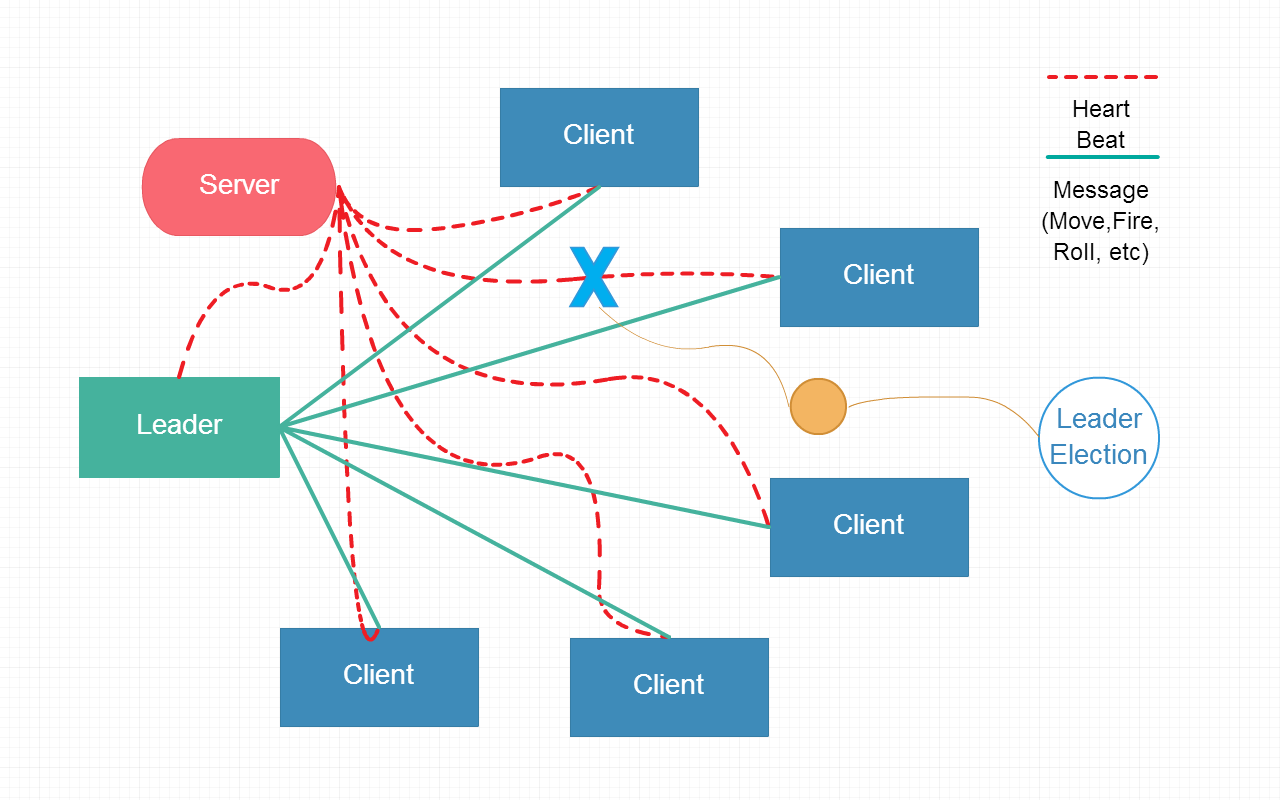 Client
Server
Heart
Beat
Message
(Move,Fire,
Roll, etc)
X
Client
Leader
Leader
Election
Client
Client
Client